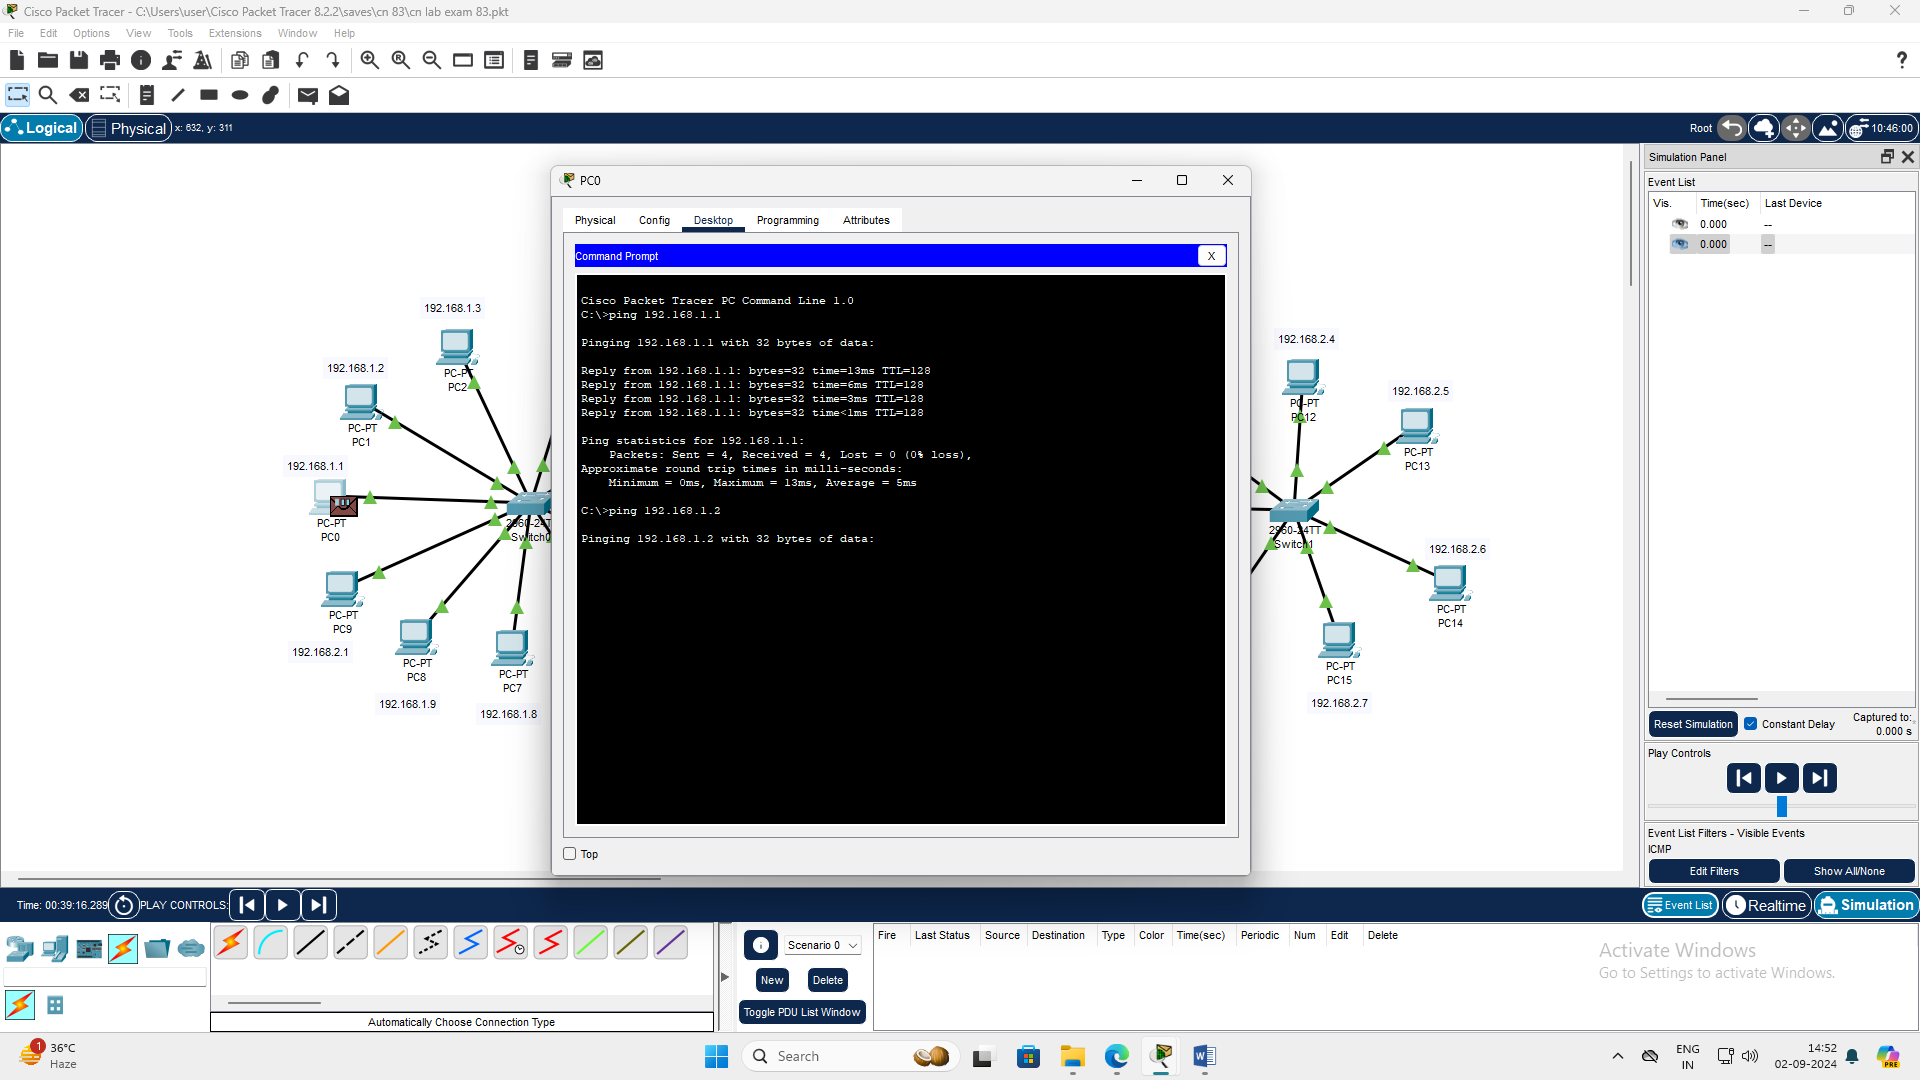 Cisco Packet Tracer - C:\Users\user\Cisco Packet Tracer 8.2.2\saves\cn 83\cn lab exam 83.pkt
File Edit Options View Tools Extensions Window Help
?
Logical Physical x: 632, y: 311
Root 10:46:00
PC0
Physical Config Desktop Programming Attributes
Command Prompt X
Cisco Packet Tracer PC Command Line 1.0
C:\>ping 192.168.1.1
Pinging 192.168.1.1 with 32 bytes of data:
Reply from 192.168.1.1: bytes=32 time=13ms TTL=128
Reply from 192.168.1.1: bytes=32 time=6ms TTL=128
Reply from 192.168.1.1: bytes=32 time=3ms TTL=128
Reply from 192.168.1.1: bytes=32 time<1ms TTL=128
Ping statistics for 192.168.1.1:
Packets: Sent = 4, Received = 4, Lost = 0 (0% loss),
Approximate round trip times in milli-seconds:
Minimum = 0ms, Maximum = 13ms, Average = 5ms
C:\>ping 192.168.1.2
Pinging 192.168.1.2 with 32 bytes of data:
Top
192.168.1.3
PC-PT
PC2
192.168.1.2
PC-PT
PC1
192.168.1.1
PC-PT
PC0
2960-24T
Switch0
PC-PT
PC9
192.168.2.1
PC-PT
PC8
192.168.1.9
PC-PT
PC7
192.168.1.8
192.168.2.4
PC-PT
PC12
192.168.2.5
PC-PT
PC13
2960-24TT
Switch1
192.168.2.6
PC-PT
PC14
PC-PT
PC15
192.168.2.7
Simulation Panel
Event List
Vis. Time(sec) Last Device
0.000 --
0.000 --
Reset Simulation Constant Delay Captured to:
0.000 s
Play Controls
Event List Filters - Visible Events
ICMP
Edit Filters Show All/None
Time: 00:39:16.289 PLAY CONTROLS:
Event List Realtime Simulation
Automatically Choose Connection Type
Scenario 0
New Delete
Toggle PDU List Window
Fire Last Status Source Destination Type Color Time(sec) Periodic Num Edit Delete
Activate Windows
Go to Settings to activate Windows.
1
36°C
Haze
Search
ENG
IN
14:52
02-09-2024
PRE